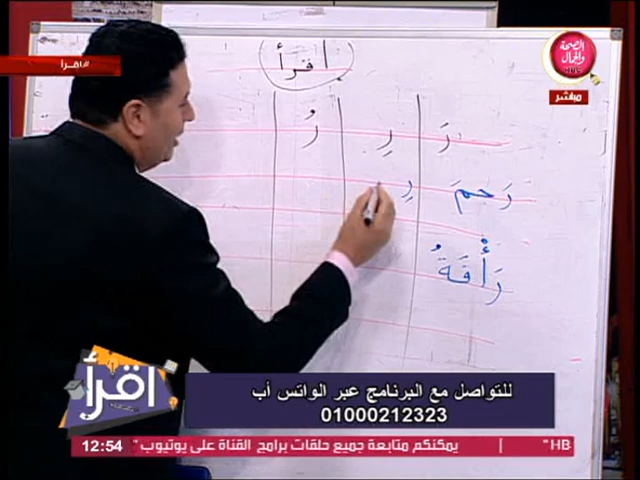 الصحة والجمال
مباشر
#اقرأ
اقرأ
رَ رِ رُ
رَحمَ رِ
رَأْفَةُ
اقرأ
للتواصل مع البرنامج عبر الواتس أب
01000212323
12:54 يمكنكم متابعة جميع حلقات برامج القناة على يوتيوب "HB